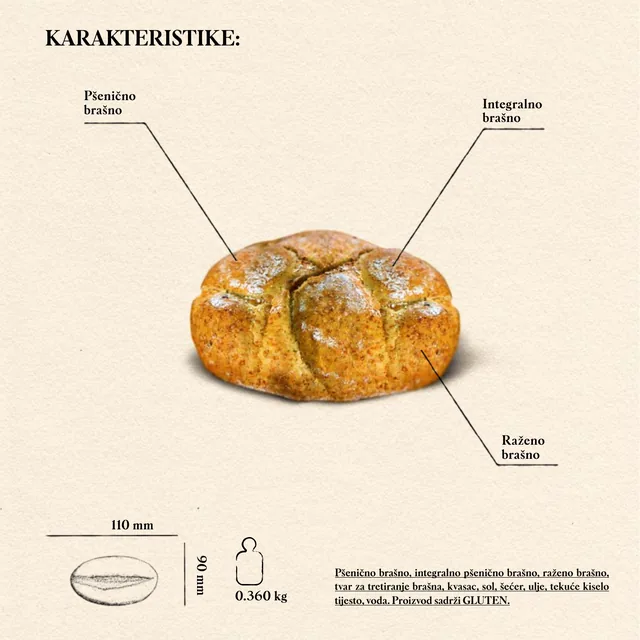 KARAKTERISTIKE:
Pšenično
brašno
Integralno
brašno
Raženo
brašno
110 mm
90 mm
0.360 kg
Pšenično brašno, integralno pšenično brašno, raženo brašno,
tvar za tretiranje brašna, kvasac, sol, šećer, ulje, tekuće kiselo
tijesto, voda. Proizvod sadrži GLUTEN.